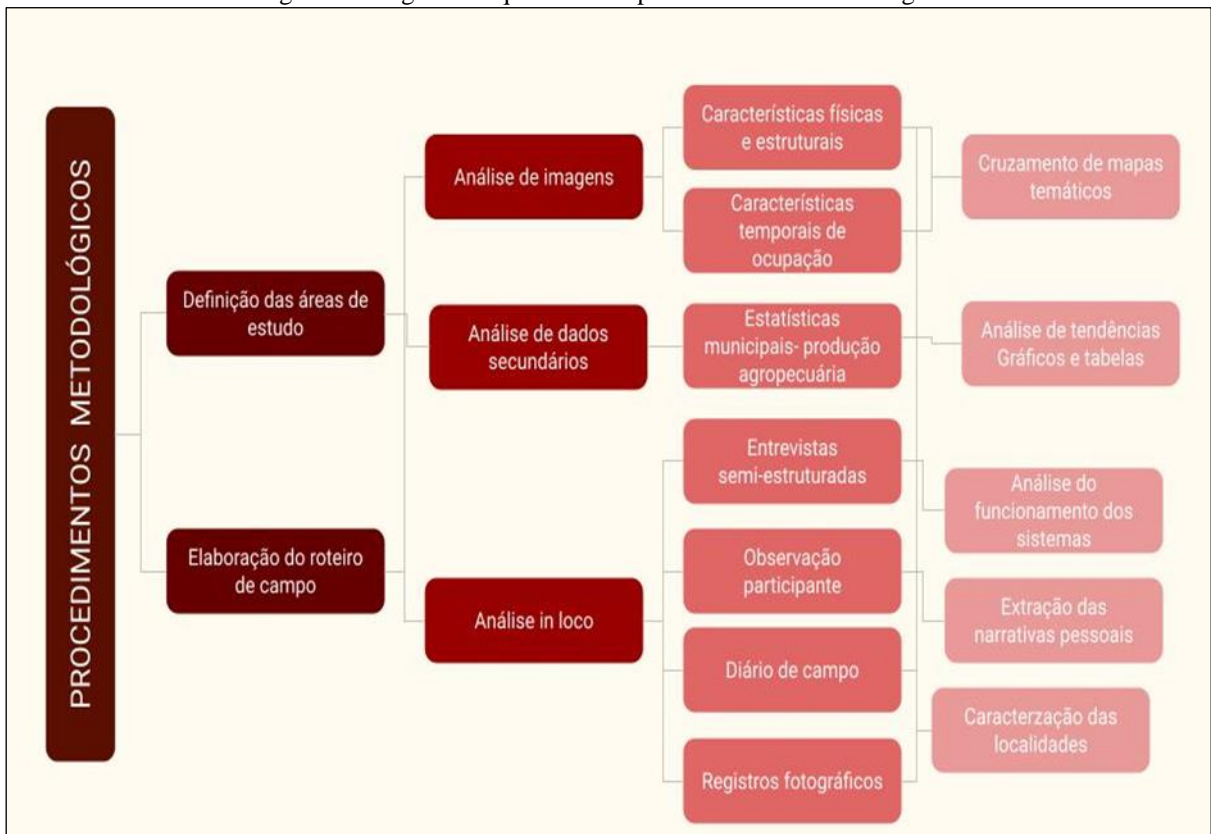 PROCEDIMENTOS METODOLÓGICOS
Definição das áreas de
estudo
Elaboração do roteiro
de campo
Análise de imagens
Análise de dados
secundários
Análise in loco
Características físicas
e estruturais
Características
temporais de
ocupação
Estatísticas
municipais- produção
agropecuária
Entrevistas
semi-estruturadas
Observação
participante
Diário de campo
Registros fotográficos
Cruzamento de mapas
temáticos
Análise de tendências
Gráficos e tabelas
Análise do
funcionamento dos
sistemas
Extração das
narrativas pessoais
Caracterzação das
localidades